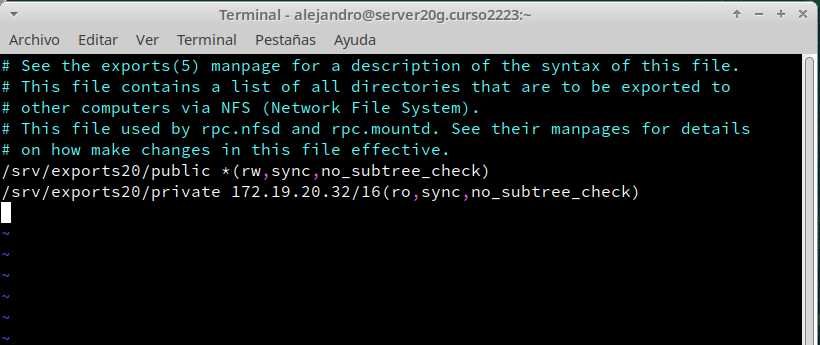 Terminal - alejandro@server20g.curso2223:~
Archivo Editar Ver Terminal Pestañas Ayuda
# See the exports(5) manpage for a description of the syntax of this file.
# This file contains a list of all directories that are to be exported to
# other computers via NFS (Network File System).
# This file used by rpc.nfsd and rpc.mountd. See their manpages for details
# on how make changes in this file effective.
/srv/exports20/public *(rw,sync,no_subtree_check)
/srv/exports20/private 172.19.20.32/16(ro,sync,no_subtree_check)
~
~
~
~
~
~